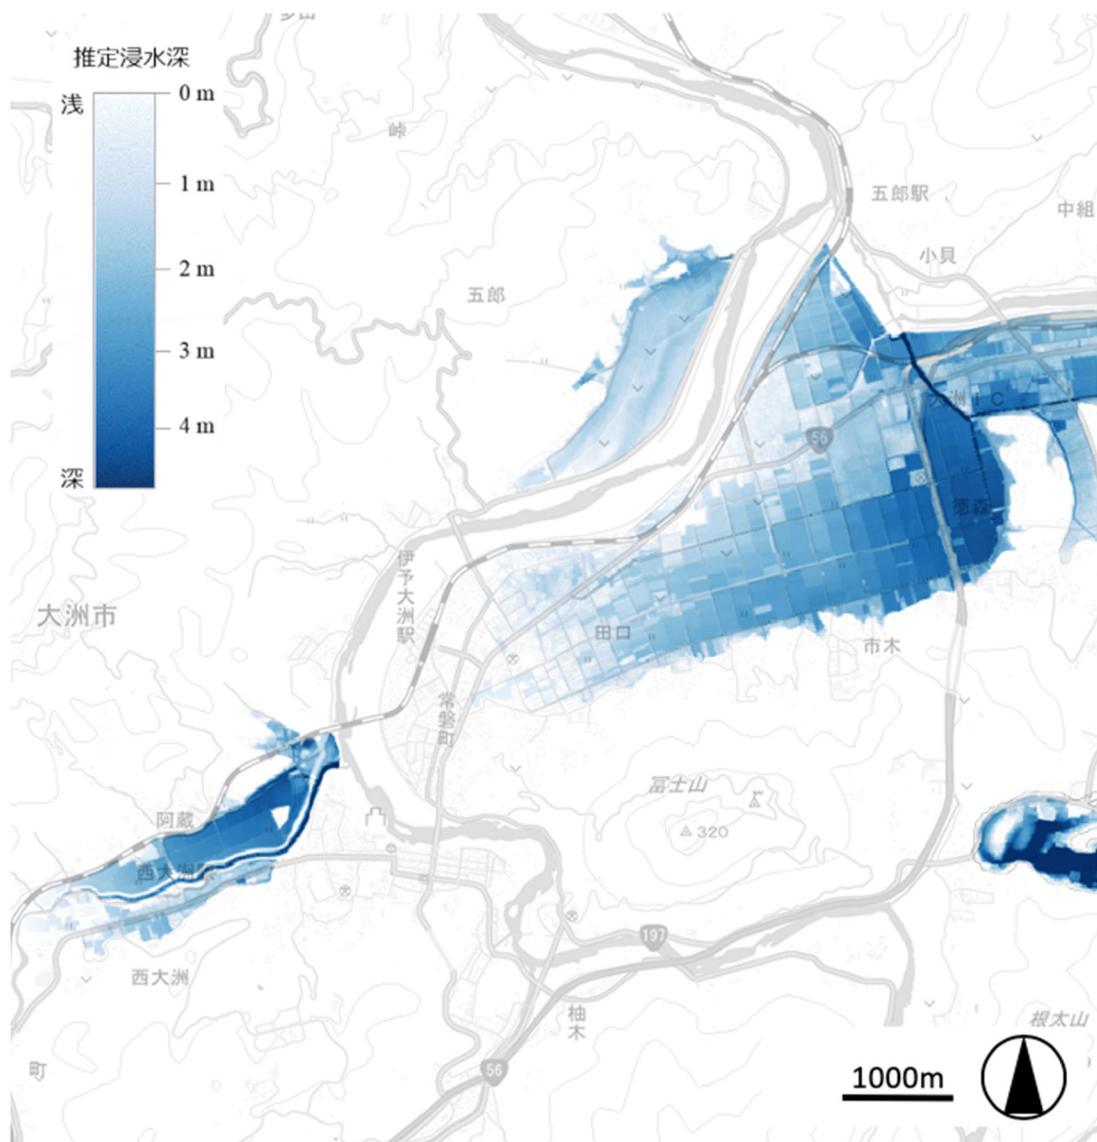 推定浸水深
浅
0 m
1 m
2 m
3 m
4 m
深
峠
五郎駅
中組
小貝
五郎
大洲IC
56
徳森
伊予大洲駅
大洲市
田口
市木
常磐町
冨士山
320
阿蔵
西大洲駅
197
西大洲
柚木
根太山
町
56
1000m